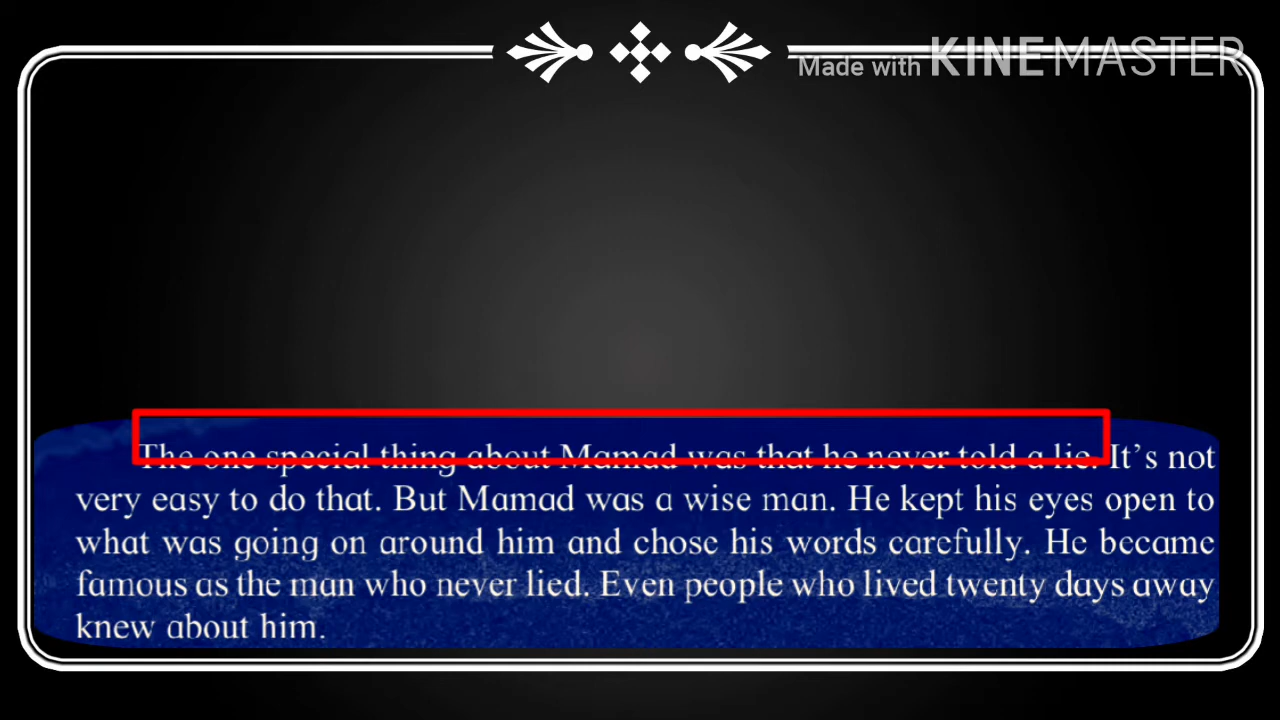 Made with KINEMASTER
The one special thing about Mamad was that he never told a lie. It's not
very easy to do that. But Mamad was a wise man. He kept his eyes open to
what was going on around him and chose his words carefully. He became
famous as the man who never lied. Even people who lived twenty days away
knew about him.